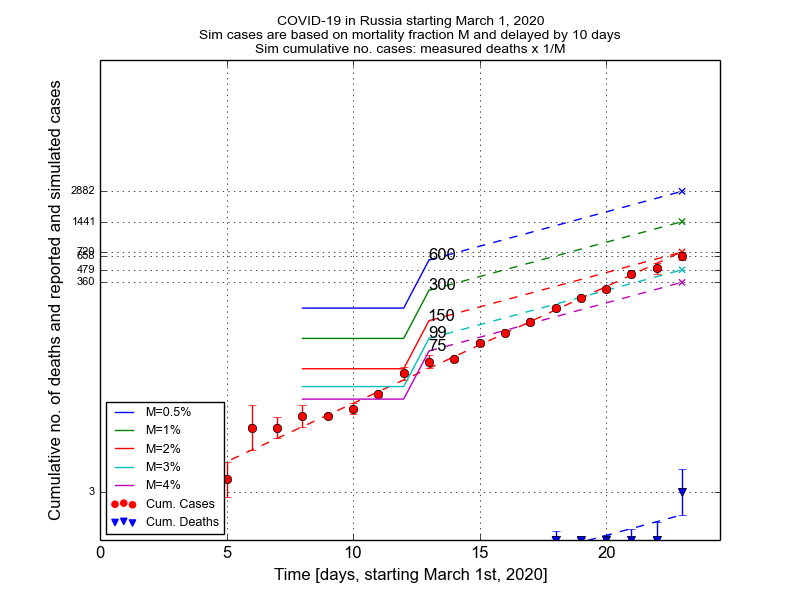 COVID-19 in Russia starting March 1, 2020
Sim cases are based on mortality fraction M and delayed by 10 days
Sim cumulative no. cases: measured deaths x 1/M
Cumulative no. of deaths and reported and simulated cases
2882
1441
729
658
479
360
3
600
300
150
99
75
M=0.5%
M=1%
M=2%
M=3%
M=4%
Cum. Cases
Cum. Deaths
0 5 10 15 20
Time [days, starting March 1st, 2020]